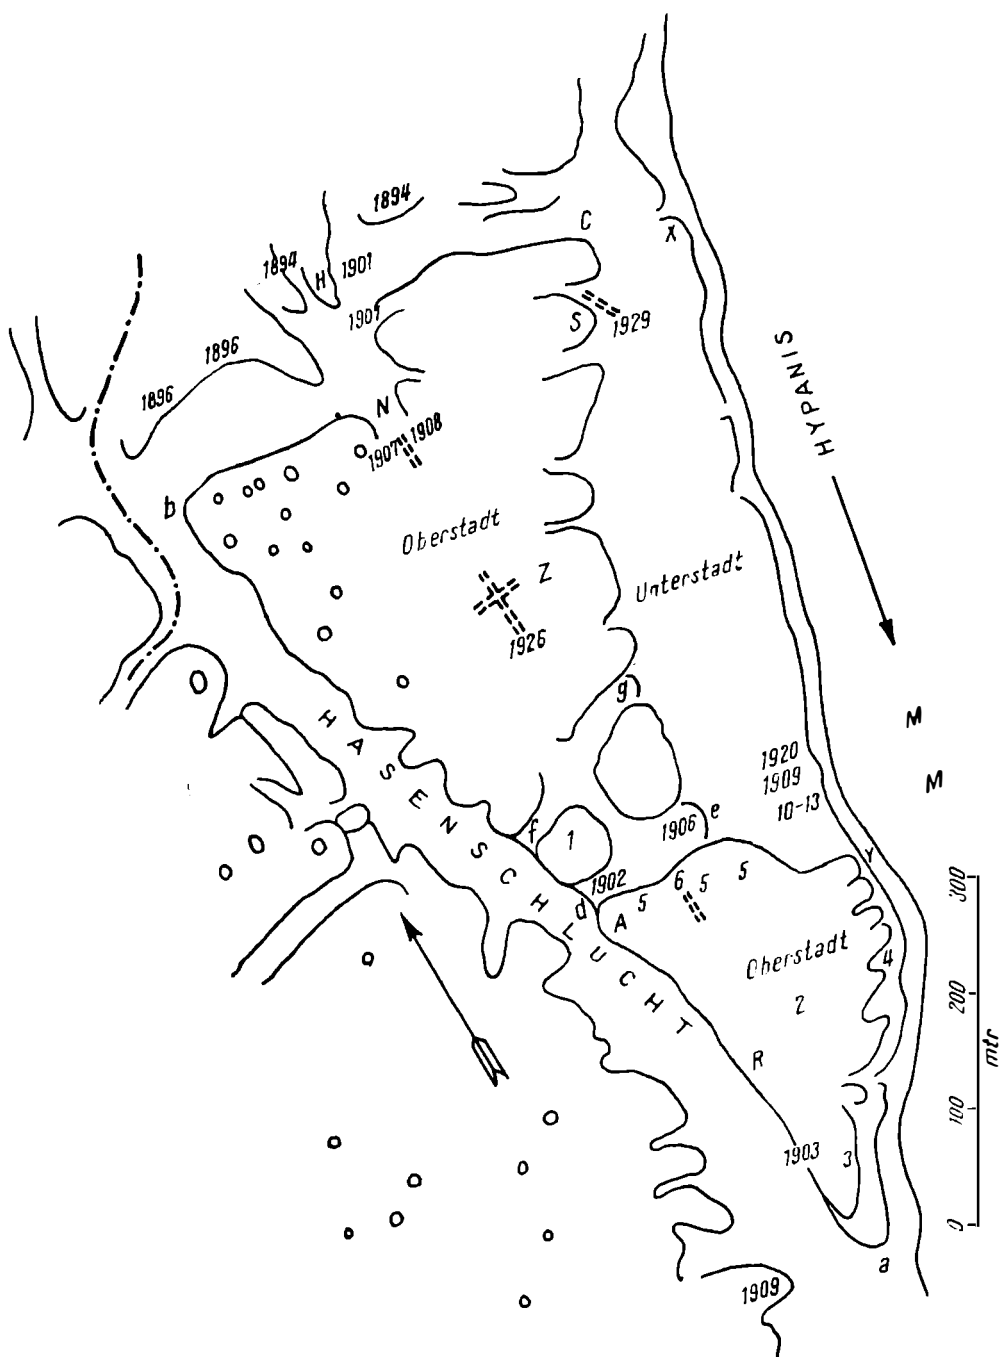 1894
C
X
1894
H
1901
1901
S
1929
1896
1896
N
1907
1908
HYPANIS
b
Oberstadt
Z
Unterstadt
1926
g
M
M
HASENSCHLUCHT
1920
1909
10-13
1906
e
f
1
Y
1902
d
A
5
6
5
5
4
Oberstadt
2
R
1903
3
a
1909
300
200
100
0
mtr